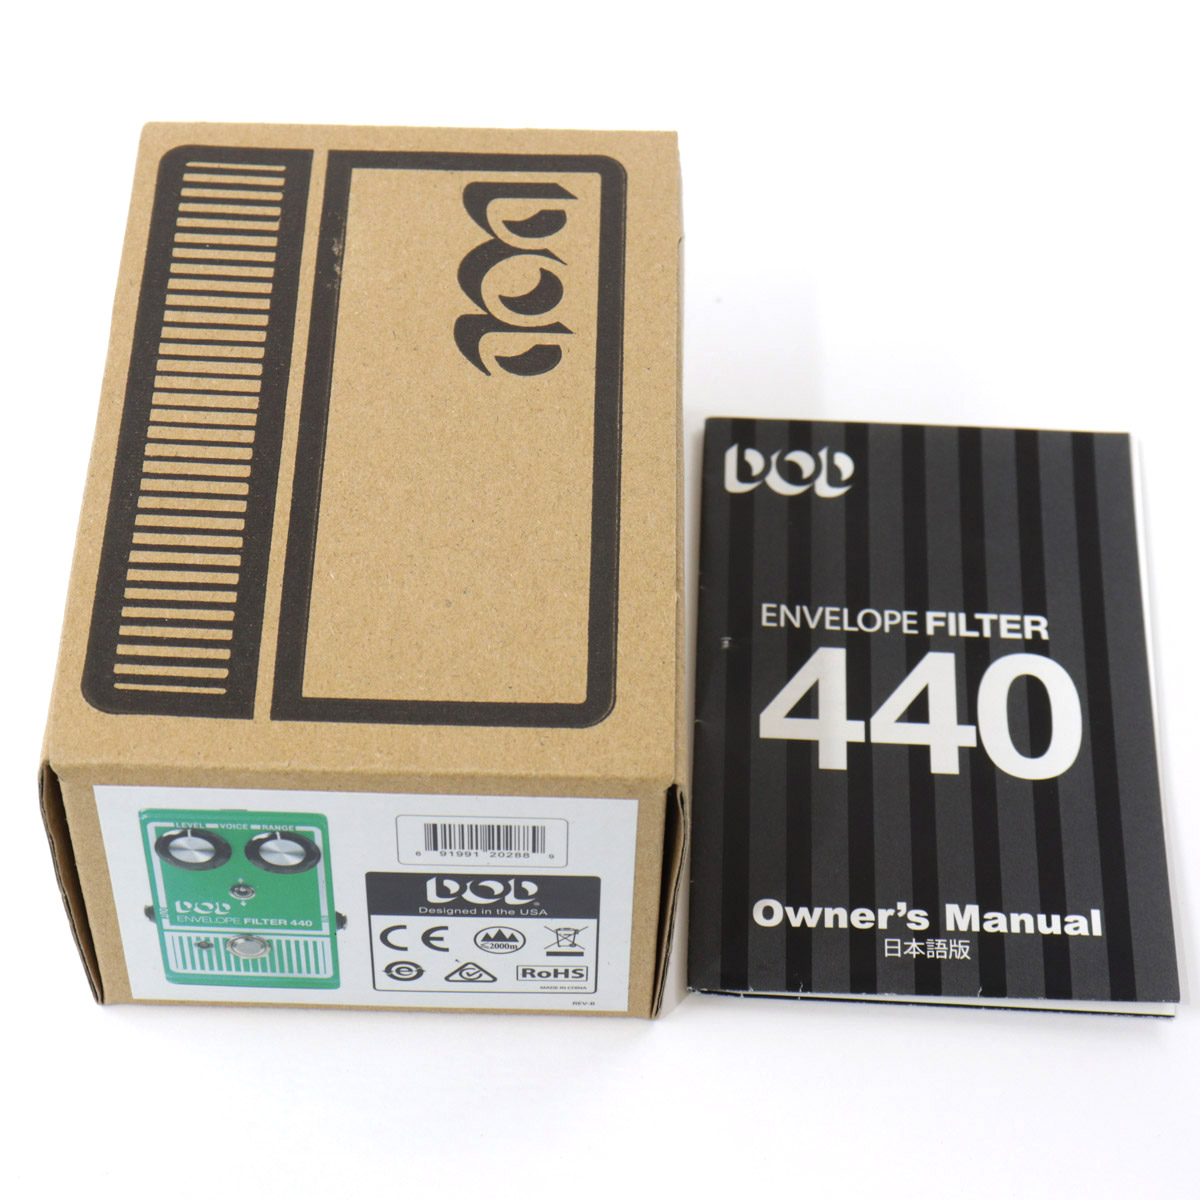 DOD
LEVEL VOICE RANGE
DOD
ENVELOPE FILTER 440
6 91991 20288 9
DOD
Designed in the USA
CE
≤2000m
e
RoHS
MADE IN CHINA
REV-B
DOD
ENVELOPE FILTER
440
Owner's Manual
日本語版